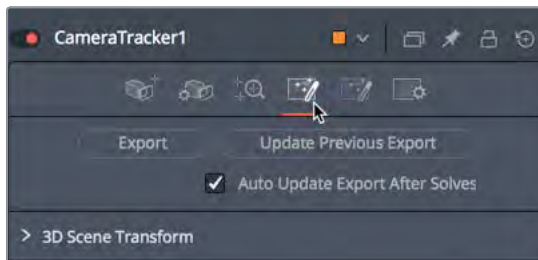 CameraTracker1
Export Update Previous Export
Auto Update Export After Solves
3D Scene Transform